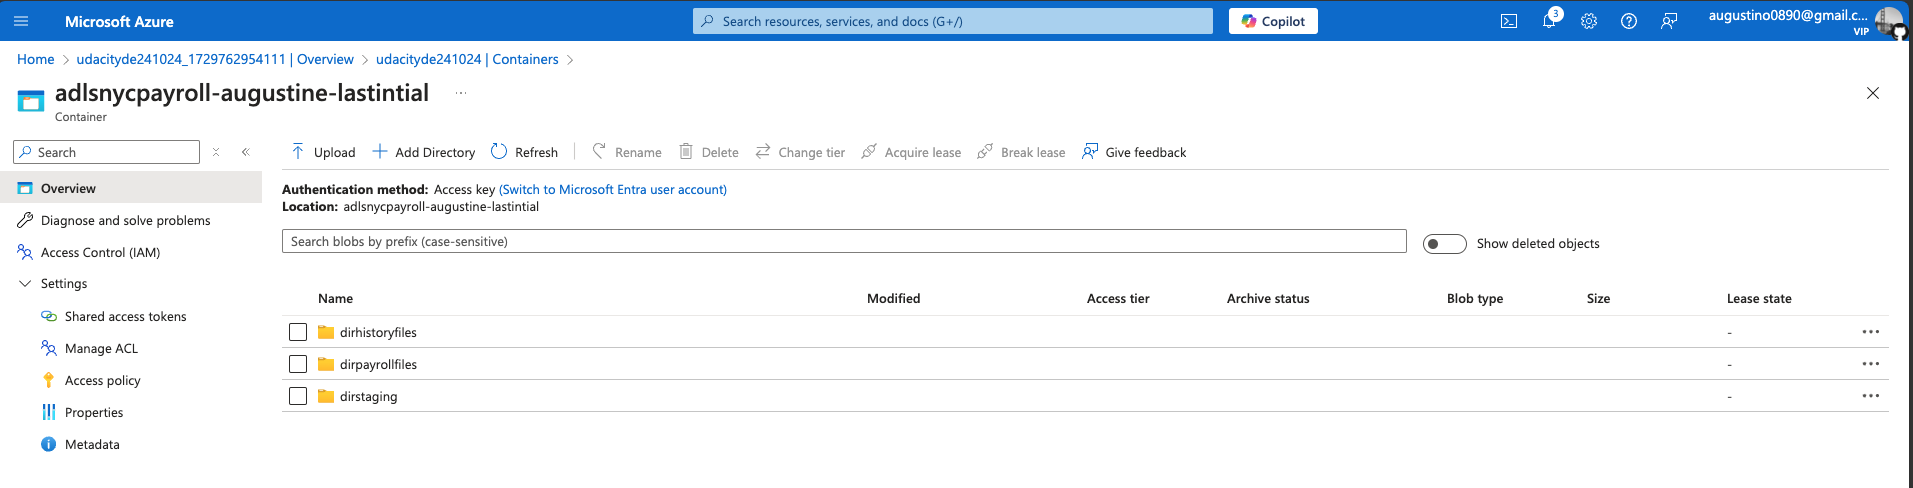 Microsoft Azure
Search resources, services, and docs (G+/)
Copilot
3
augustino0890@gmail.c...
VIP
Home > udacityde241024_1729762954111 | Overview > udacityde241024 | Containers >
adlsnycpayroll-augustine-lastintial ...
Container
Search
Upload
Add Directory
Refresh
Rename
Delete
Change tier
Acquire lease
Break lease
Give feedback
Overview
Diagnose and solve problems
Access Control (IAM)
Settings
Shared access tokens
Manage ACL
Access policy
Properties
Metadata
Authentication method: Access key (Switch to Microsoft Entra user account)
Location: adlsnycpayroll-augustine-lastintial
Search blobs by prefix (case-sensitive)
Show deleted objects
Name Modified Access tier Archive status Blob type Size Lease state
dirhistoryfiles - ...
dirpayrollfiles - ...
dirstaging - ...